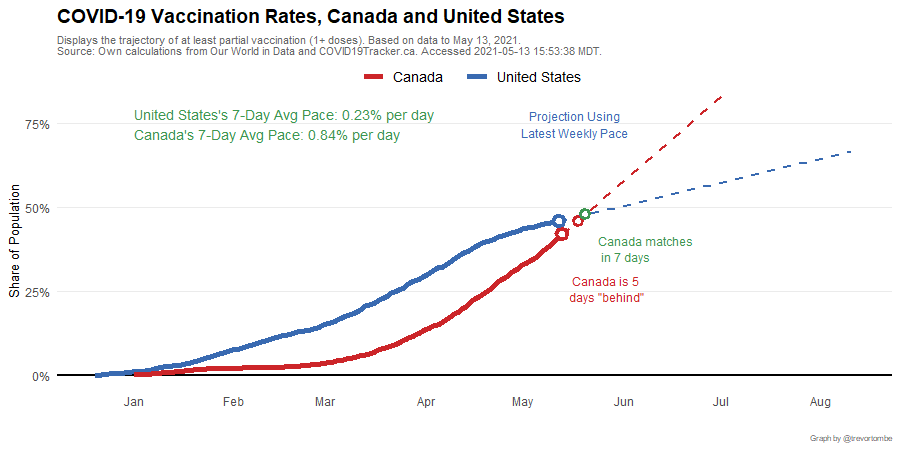 COVID-19 Vaccination Rates, Canada and United States
Displays the trajectory of at least partial vaccination (1+ doses). Based on data to May 13, 2021.
Source: Own calculations from Our World in Data and COVID19Tracker.ca. Accessed 2021-05-13 15:53:38 MDT.
Canada United States
United States's 7-Day Avg Pace: 0.23% per day
Canada's 7-Day Avg Pace: 0.84% per day
Projection Using
Latest Weekly Pace
75%
50%
25%
0%
Share of Population
Canada matches
in 7 days
Canada is 5
days "behind"
Jan Feb Mar Apr May Jun Jul Aug
Graph by @trevortombe